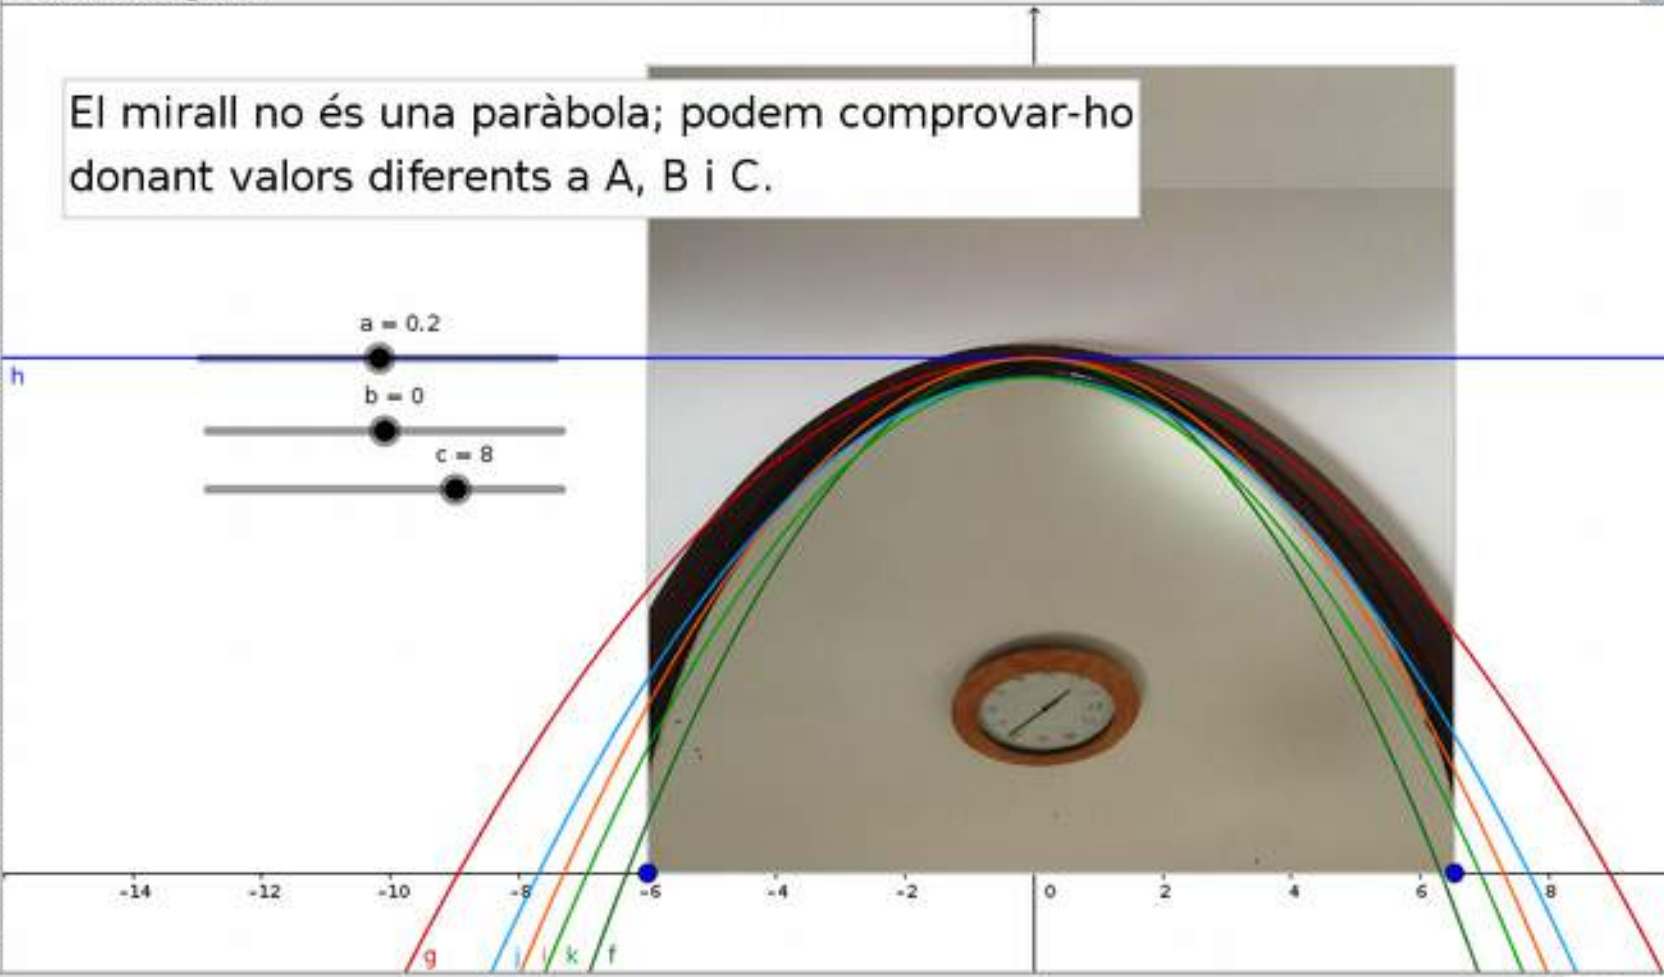 El mirall no és una paràbola; podem comprovar-ho
donant valors diferents a A, B i C.
a = 0.2
h
b = 0
c = 8
-14 -12 -10 -8 -6 -4 -2 0 2 4 6 8
g j i k f